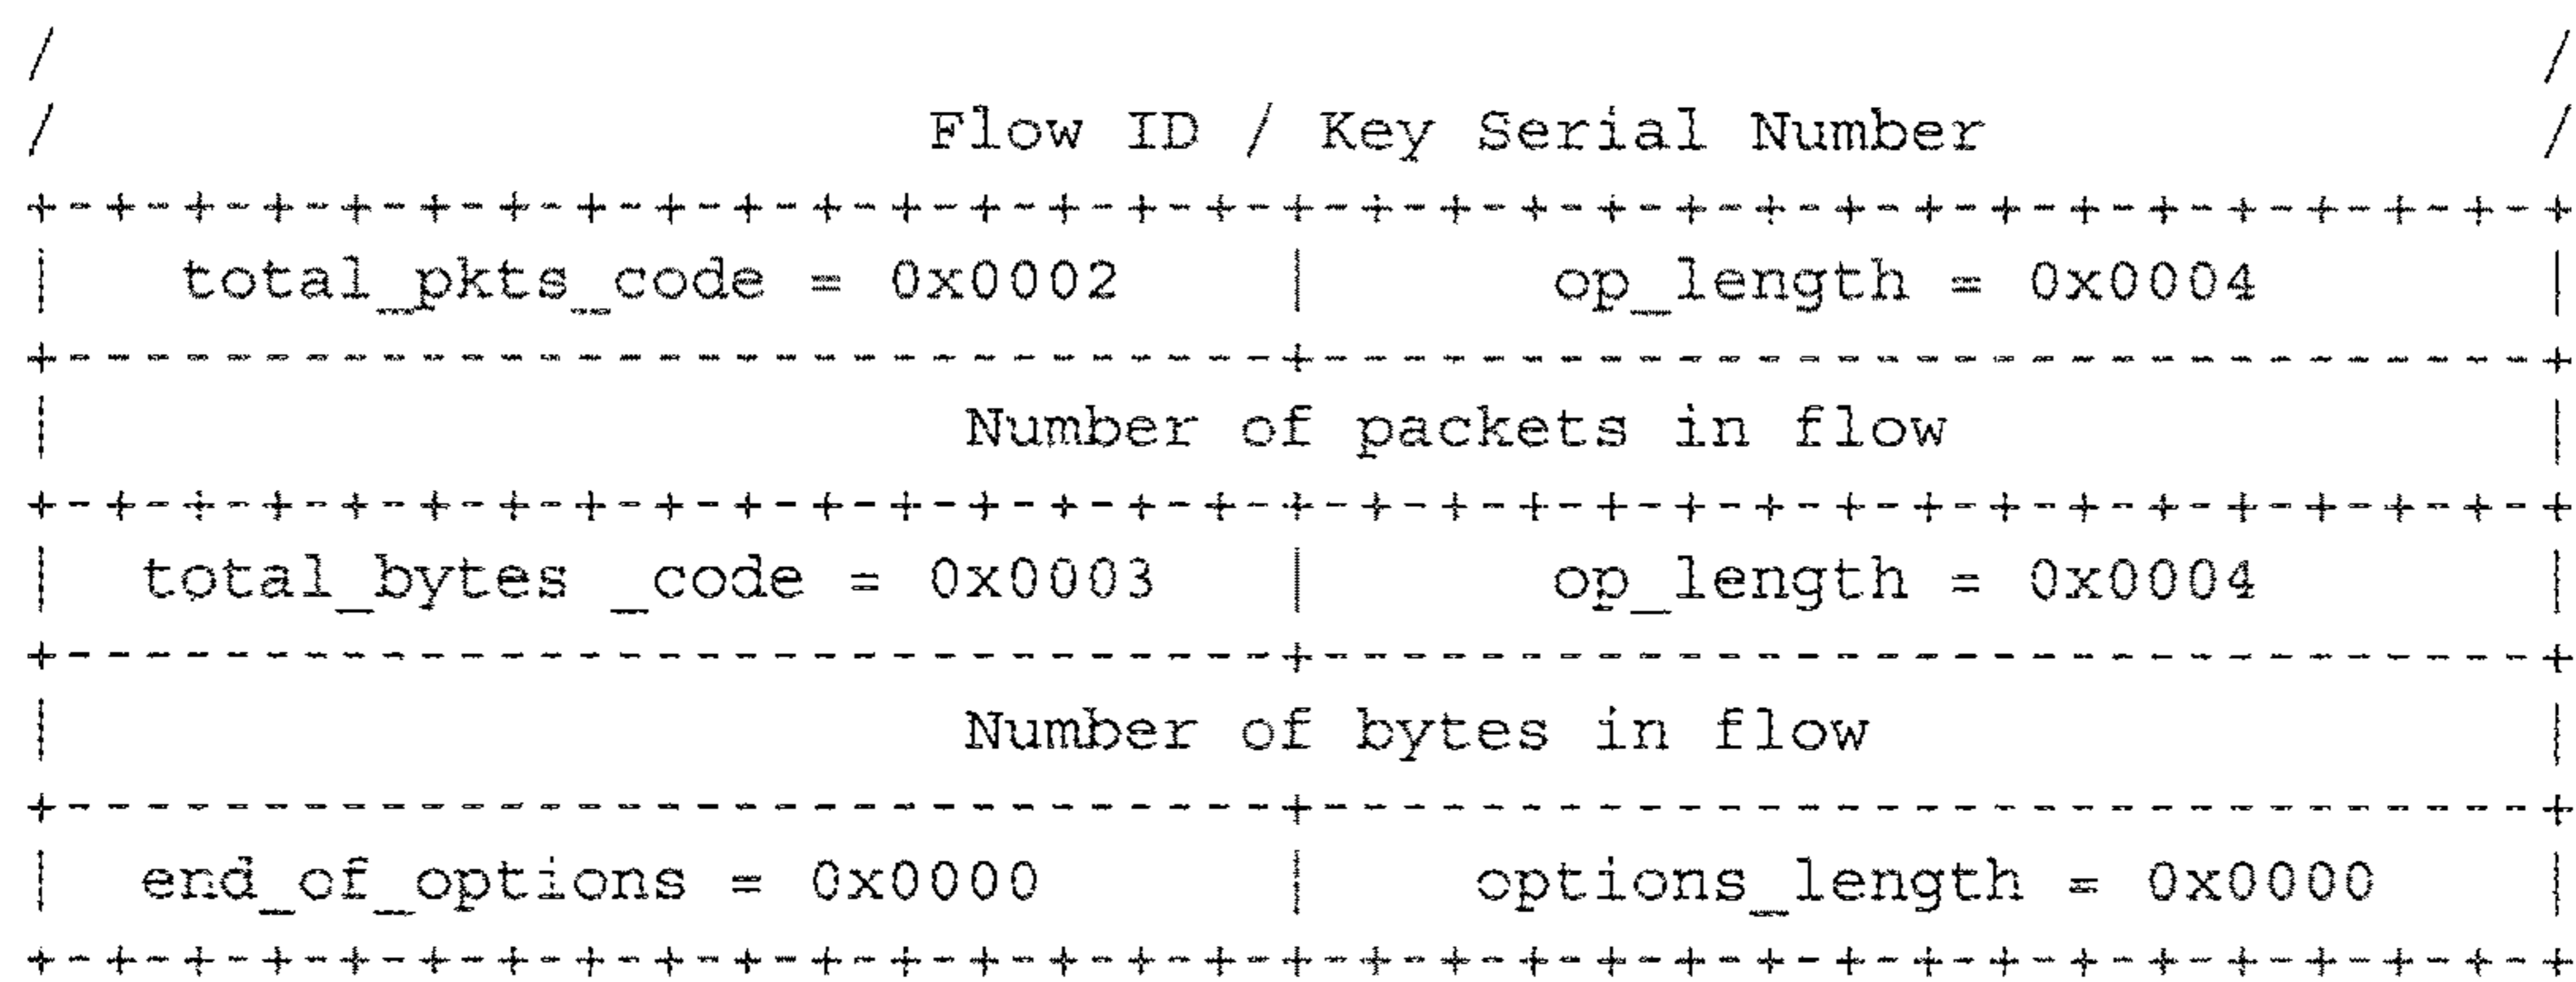 / /
/ Flow ID / Key Serial Number /
+-+-+-+-+-+-+-+-+-+-+-+-+-+-+-+-+-+-+-+-+-+-+-+-+-+-+-+-+-+-+-+-+
| total_pkts_code = 0x0002 | op_length = 0x0004 |
+-------------------------------+-------------------------------+
| Number of packets in flow |
+-+-+-+-+-+-+-+-+-+-+-+-+-+-+-+-+-+-+-+-+-+-+-+-+-+-+-+-+-+-+-+-+
| total_bytes _code = 0x0003 | op_length = 0x0004 |
+-------------------------------+-------------------------------+
| Number of bytes in flow |
+-------------------------------+-------------------------------+
| end_of_options = 0x0000 | options_length = 0x0000 |
+-+-+-+-+-+-+-+-+-+-+-+-+-+-+-+-+-+-+-+-+-+-+-+-+-+-+-+-+-+-+-+-+